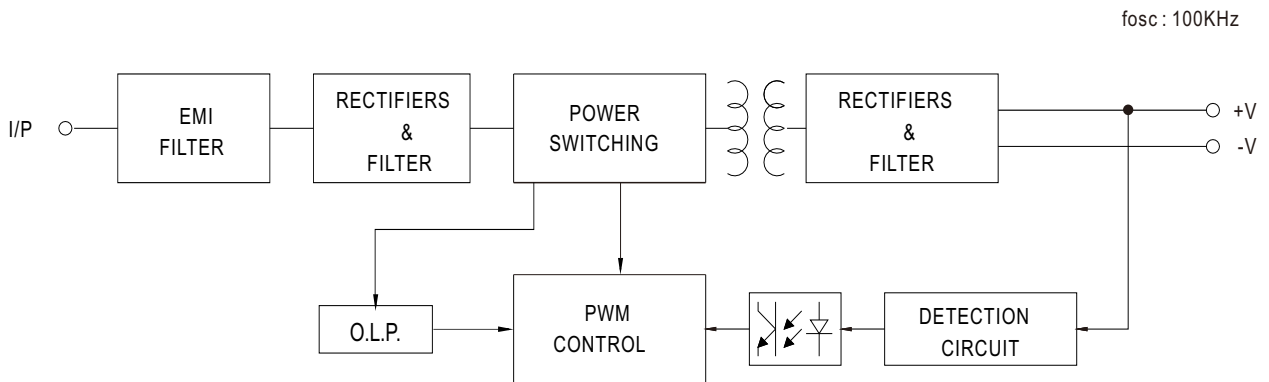 fosc : 100KHz
I/P
EMI
FILTER
RECTIFIERS
&
FILTER
POWER
SWITCHING
RECTIFIERS
&
FILTER
+V
-V
O.L.P.
PWM
CONTROL
DETECTION
CIRCUIT